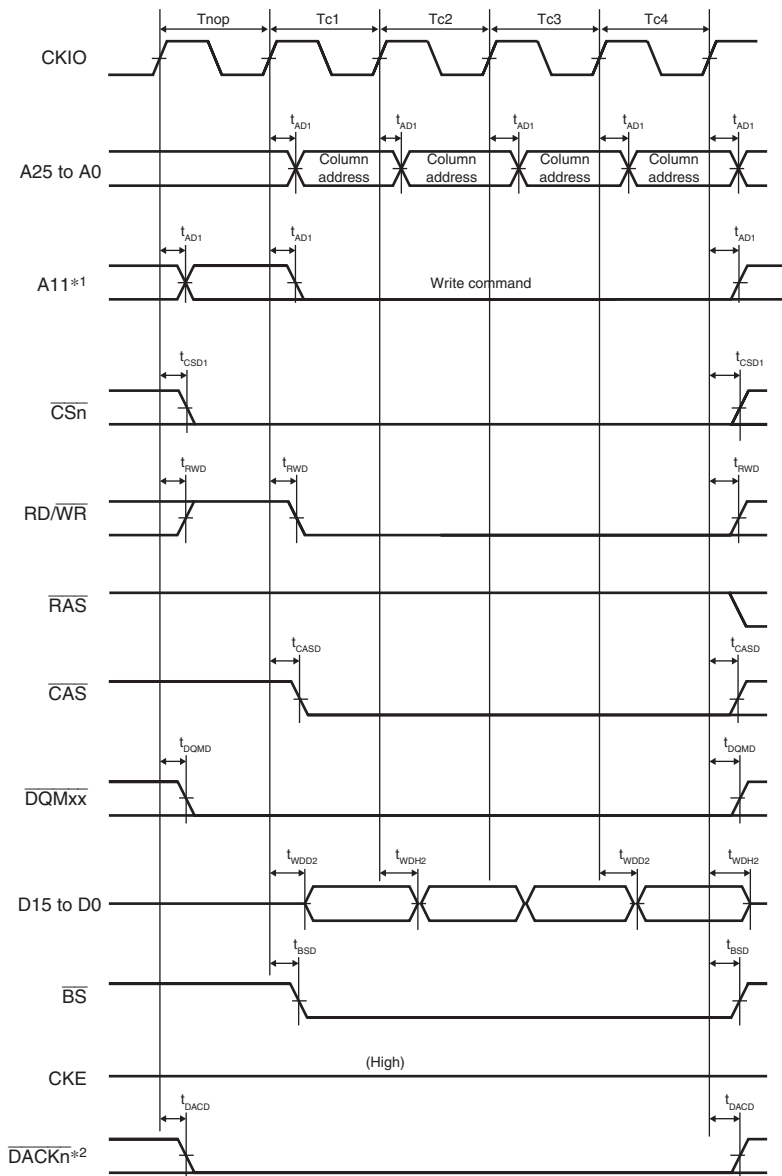 Tnop Tc1 Tc2 Tc3 Tc4
CKIO
tAD1 tAD1 tAD1 tAD1 tAD1
A25 to A0
Column address Column address Column address Column address
tAD1 tAD1 tAD1
A11*1
Write command
tCSD1 tCSD1
CSn
tRWD tRWD tRWD
RD/WR
RAS
tCASD tCASD
CAS
tDQMD tDQMD
DQMxx
tWDD2 tWDH2 tWDD2 tWDH2
D15 to D0
tBSD tBSD
BS
(High)
CKE
tDACD tDACD
DACKn*2